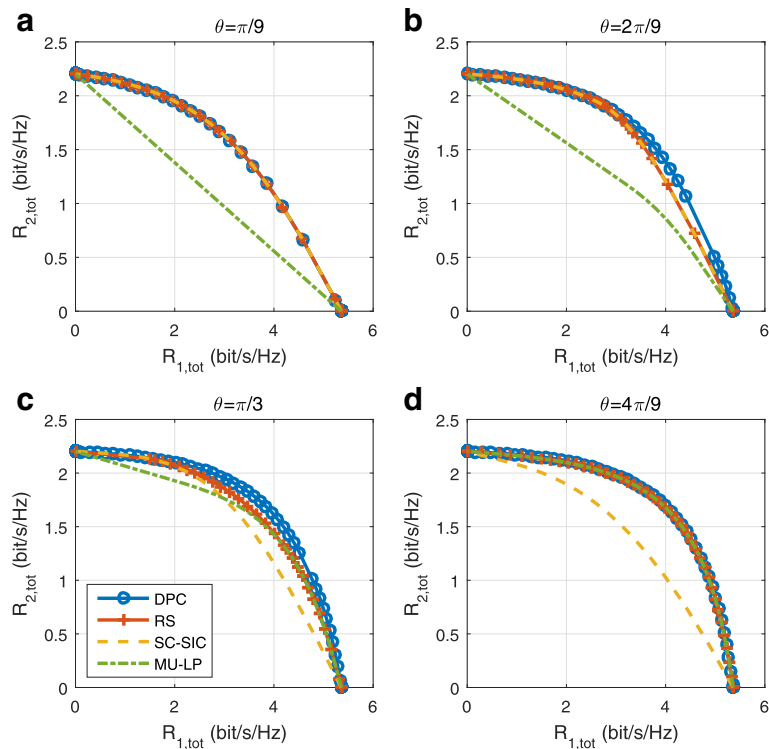 a
θ=π/9
2.5
2
1.5
1
0.5
0
R2,tot (bit/s/Hz)
0 2 4 6
R1,tot (bit/s/Hz)
b
θ=2π/9
2.5
2
1.5
1
0.5
0
R2,tot (bit/s/Hz)
0 2 4 6
R1,tot (bit/s/Hz)
c
θ=π/3
2.5
2
1.5
1
0.5
0
R2,tot (bit/s/Hz)
DPC
RS
SC-SIC
MU-LP
0 2 4 6
R1,tot (bit/s/Hz)
d
θ=4π/9
2.5
2
1.5
1
0.5
0
R2,tot (bit/s/Hz)
0 2 4 6
R1,tot (bit/s/Hz)